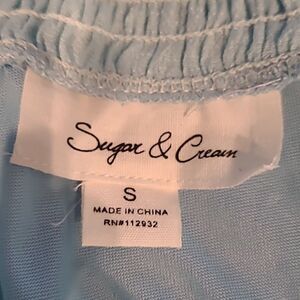 Sugar & Cream
S
MADE IN CHINA
RN#112932